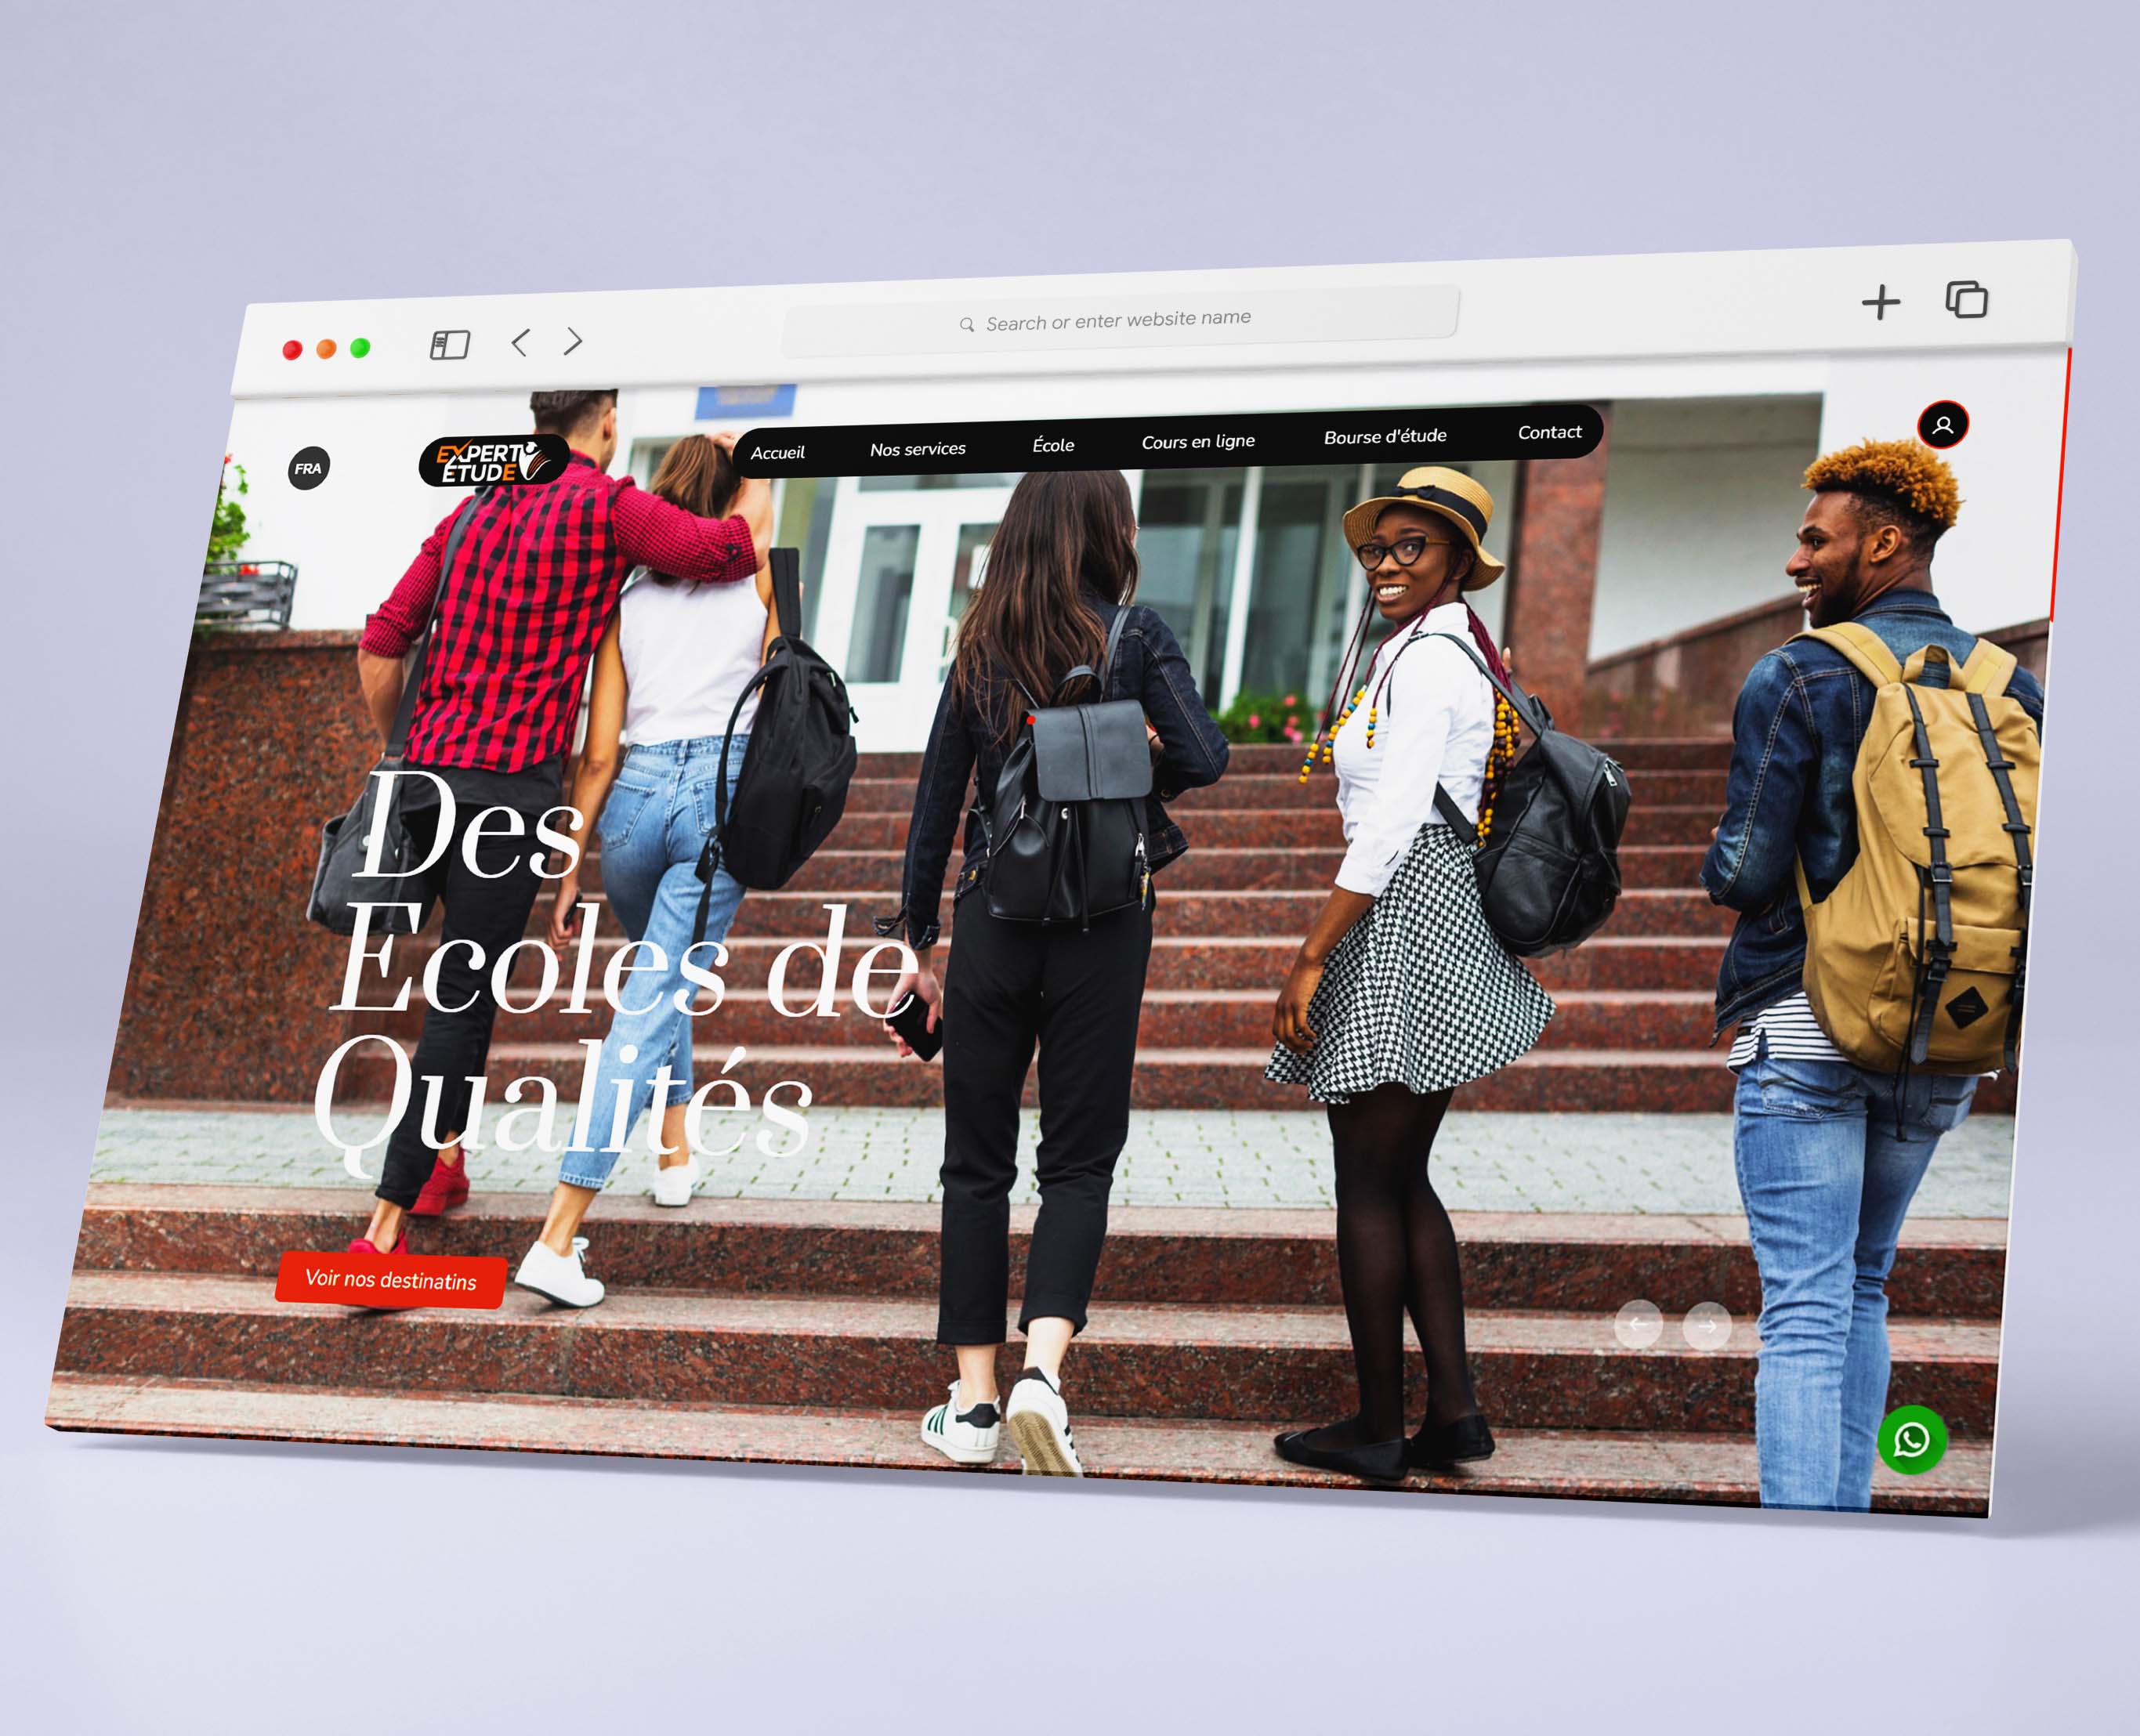 Search or enter website name
FRA
EXPERT
ETUDE
Accueil
Nos services
École
Cours en ligne
Bourse d'étude
Contact
Des
Ecoles de
Qualités
Voir nos destinatins